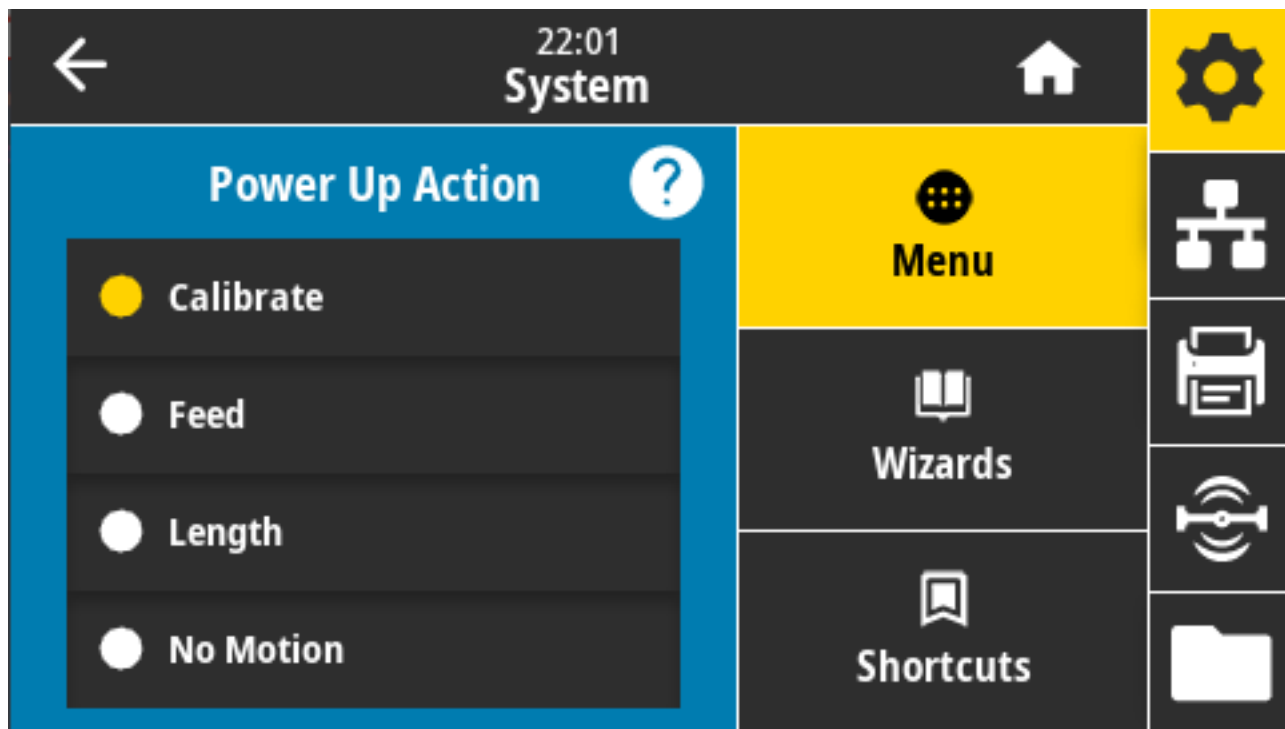 22:01
System
Power Up Action ?
Calibrate
Feed
Length
No Motion
Menu
Wizards
Shortcuts